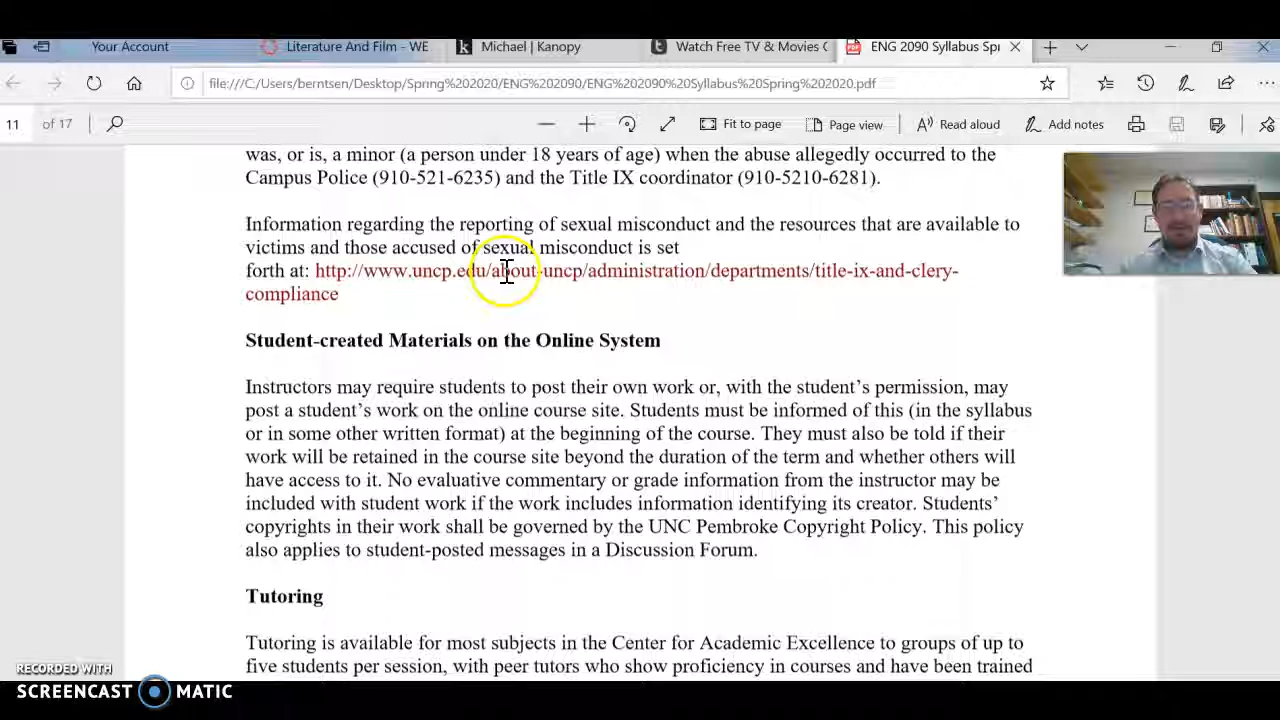 Your Account
Literature And Film - WE
k Michael | Kanopy
t Watch Free TV & Movies O
PDF ENG 2090 Syllabus Spr
file:///C:/Users/berntsen/Desktop/Spring%202020/ENG%202090/ENG%202090%20Syllabus%20Spring%202020.pdf
11 of 17
Fit to page
Page view
Read aloud
Add notes
was, or is, a minor (a person under 18 years of age) when the abuse allegedly occurred to the
Campus Police (910-521-6235) and the Title IX coordinator (910-5210-6281).
Information regarding the reporting of sexual misconduct and the resources that are available to
victims and those accused of sexual misconduct is set
forth at: http://www.uncp.edu/about-uncp/administration/departments/title-ix-and-clery-
compliance
Student-created Materials on the Online System
Instructors may require students to post their own work or, with the student's permission, may
post a student's work on the online course site. Students must be informed of this (in the syllabus
or in some other written format) at the beginning of the course. They must also be told if their
work will be retained in the course site beyond the duration of the term and whether others will
have access to it. No evaluative commentary or grade information from the instructor may be
included with student work if the work includes information identifying its creator. Students'
copyrights in their work shall be governed by the UNC Pembroke Copyright Policy. This policy
also applies to student-posted messages in a Discussion Forum.
Tutoring
Tutoring is available for most subjects in the Center for Academic Excellence to groups of up to
five students per session, with peer tutors who show proficiency in courses and have been trained
RECORDED WITH
SCREENCAST MATIC